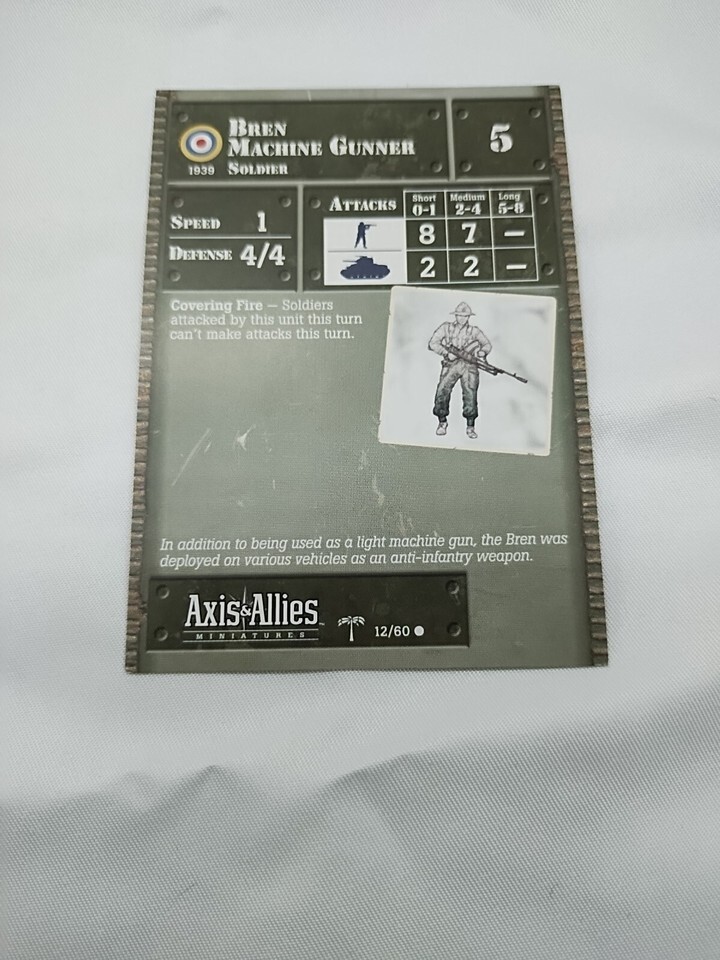 BREN
MACHINE GUNNER
5
1939
SOLDIER
SPEED 1
DEFENSE 4/4
ATTACKS
Short Medium Long
0-1 2-4 5-8
8 7 —
2 2 —
Covering Fire — Soldiers
attacked by this unit this turn
can't make attacks this turn.
In addition to being used as a light machine gun, the Bren was
deployed on various vehicles as an anti-infantry weapon.
Axis&Allies
MINIATURES
12/60